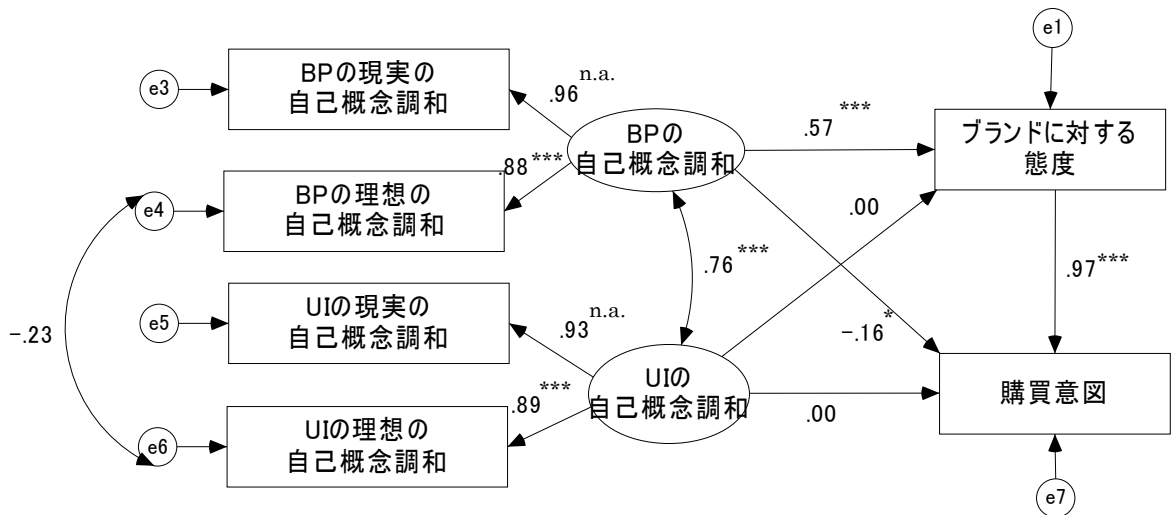 e1
e3
BPの現実の
自己概念調和
.96 n.a.
BPの
自己概念調和
.57 ***
ブランドに対する
態度
.88 ***
e4
BPの理想の
自己概念調和
.00
.76 ***
.97 ***
e5
UIの現実の
自己概念調和
.93 n.a.
-.23
-.16 *
UIの
自己概念調和
購買意図
.89 ***
.00
e6
UIの理想の
自己概念調和
e7